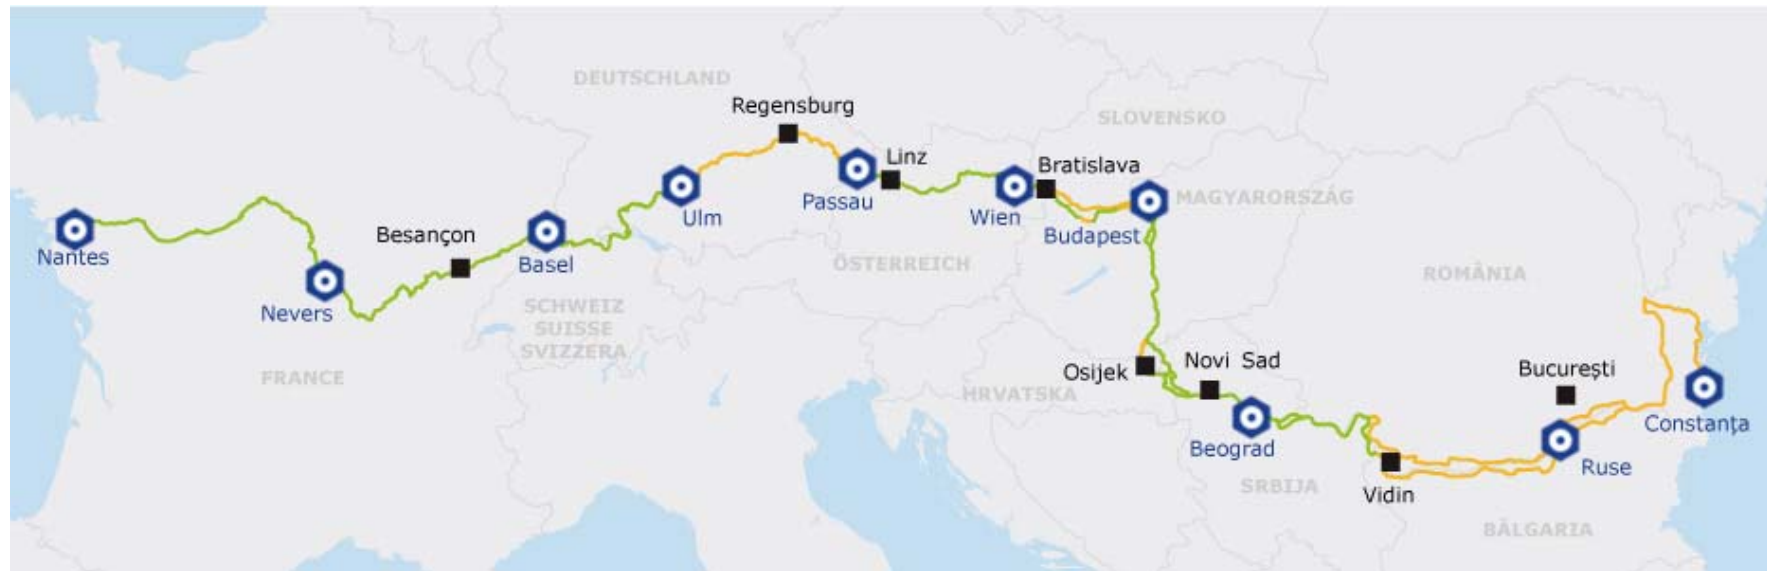 DEUTSCHLAND
Regensburg
SLOVENSKO
Linz
Bratislava
MAGYARORSZÁG
Passau
Ulm
Wien
Budapest
Nantes
Besançon
Basel
ÖSTERREICH
ROMÂNIA
Nevers
SCHWEIZ
SUISSE
SVIZZERA
FRANCE
Osijek
Novi Sad
București
HRVATSKA
Constanța
Beograd
Ruse
SRBIJA
Vidin
BÀLGARIA